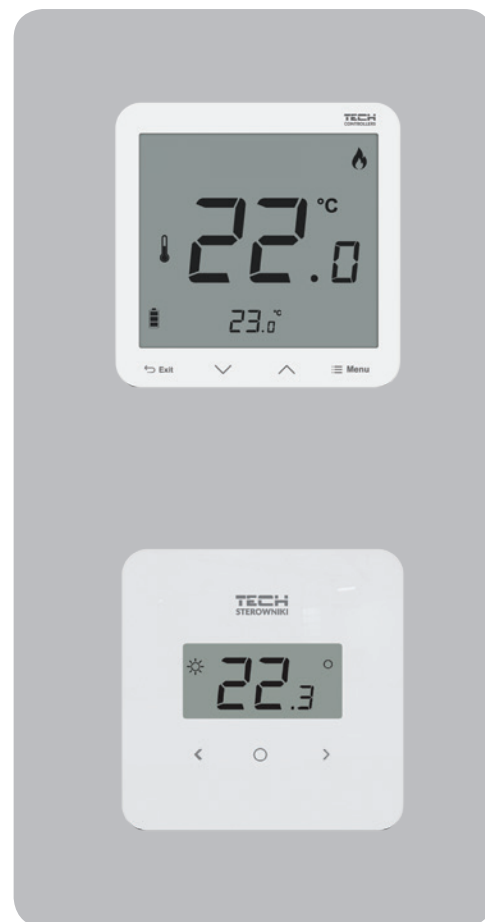 TECH
CONTROLLERS
°C
22.0
23.0 °C
Exit
Menu
TECH
STEROWNIKI
22.3